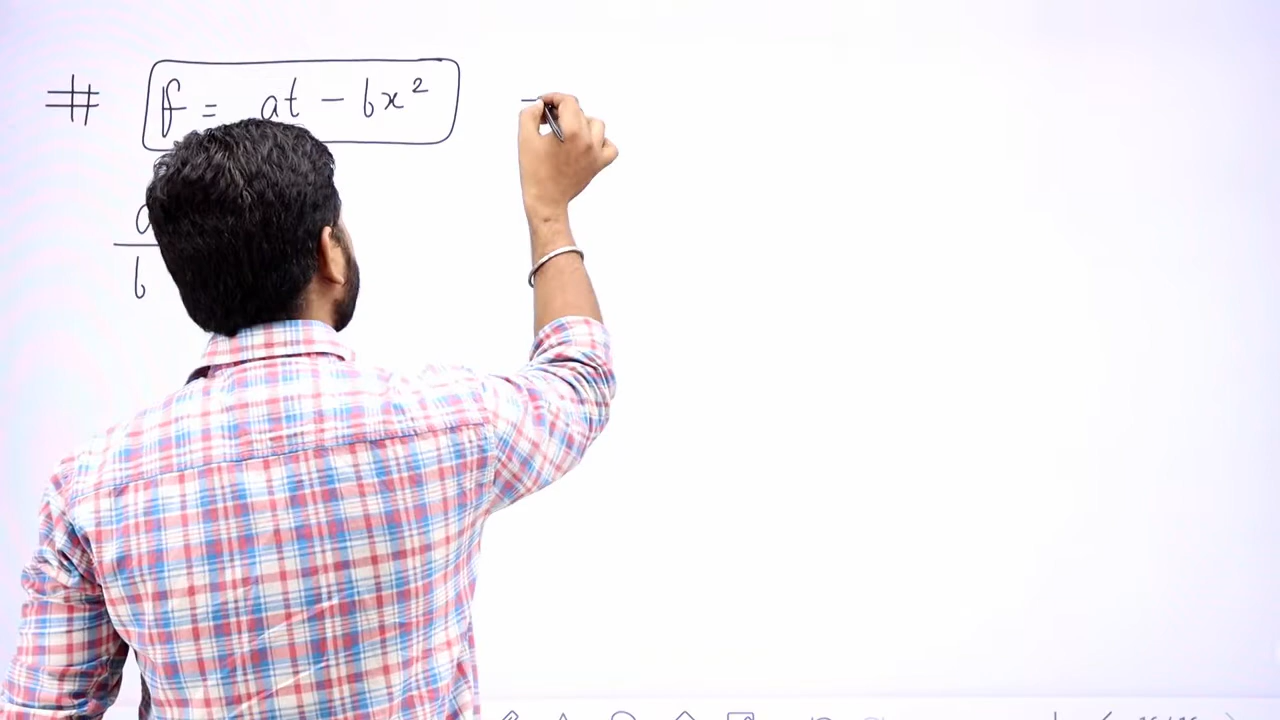 # F = at - bx²
b